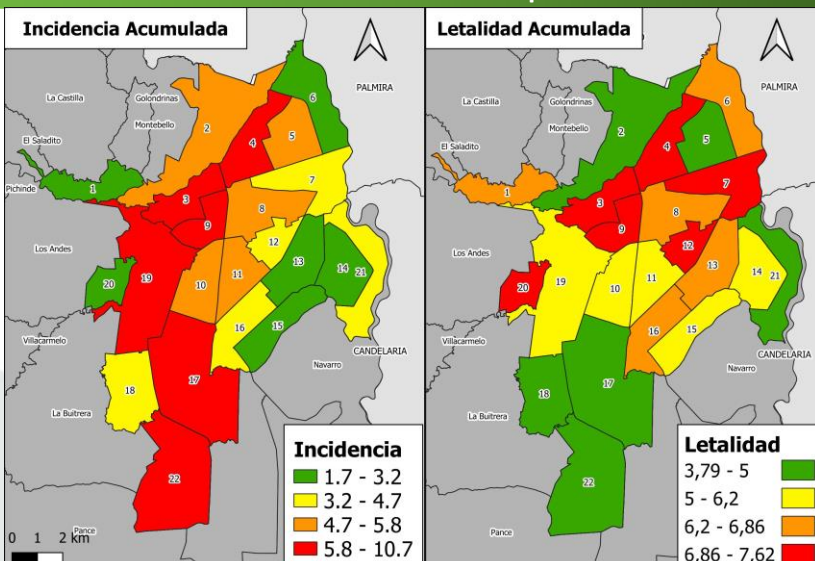 Incidencia Acumulada
La Castilla
Golondrinas
Montebello
El Saladito
Pichinde
Los Andes
Villacarmelo
La Buitrera
Pance
Navarro
PALMIRA
CANDELARIA
1
2
3
4
5
6
7
8
9
10
11
12
13
14
15
16
17
18
19
20
21
22
0 1 2 km
Incidencia
1.7 - 3.2
3.2 - 4.7
4.7 - 5.8
5.8 - 10.7
Letalidad Acumulada
La Castilla
Golondrinas
Montebello
El Saladito
Pichinde
Los Andes
Villacarmelo
La Buitrera
Pance
Navarro
PALMIRA
CANDELARIA
1
2
3
4
5
6
7
8
9
10
11
12
13
14
15
16
17
18
19
20
21
22
Letalidad
3,79 - 5
5 - 6,2
6,2 - 6,86
6,86 - 7,62